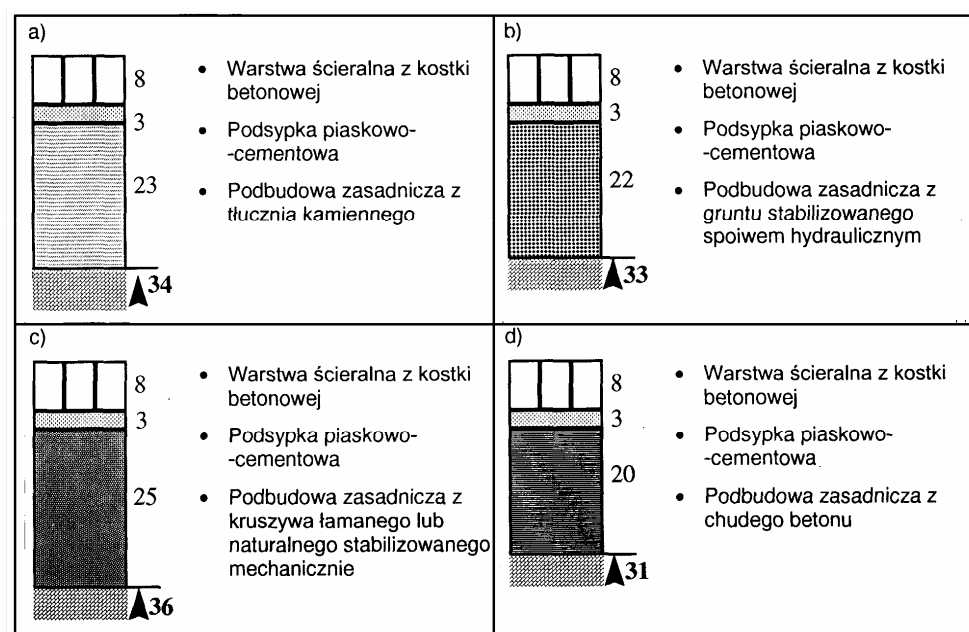 a)
8
3
23
34
• Warstwa ścieralna z kostki
betonowej
• Podsypka piaskowo-
-cementowa
• Podbudowa zasadnicza z
tłucznia kamiennego
b)
8
3
22
33
• Warstwa ścieralna z kostki
betonowej
• Podsypka piaskowo-
-cementowa
• Podbudowa zasadnicza z
gruntu stabilizowanego
spoiwem hydraulicznym
c)
8
3
25
36
• Warstwa ścieralna z kostki
betonowej
• Podsypka piaskowo-
-cementowa
• Podbudowa zasadnicza z
kruszywa łamanego lub
naturalnego stabilizowanego
mechanicznie
d)
8
3
20
31
• Warstwa ścieralna z kostki
betonowej
• Podsypka piaskowo-
-cementowa
• Podbudowa zasadnicza z
chudego betonu